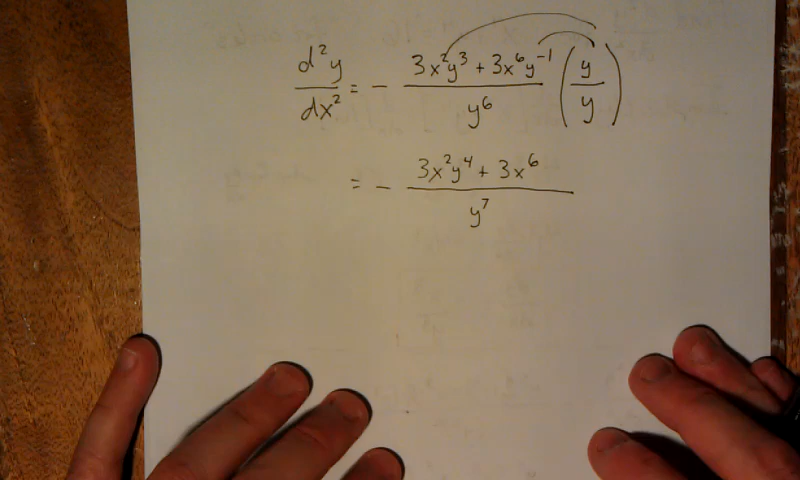 d²y/dx² = - (3x²y³ + 3x⁶y⁻¹)/y⁶ (y/y)
= - (3x²y⁴ + 3x⁶)/y⁷